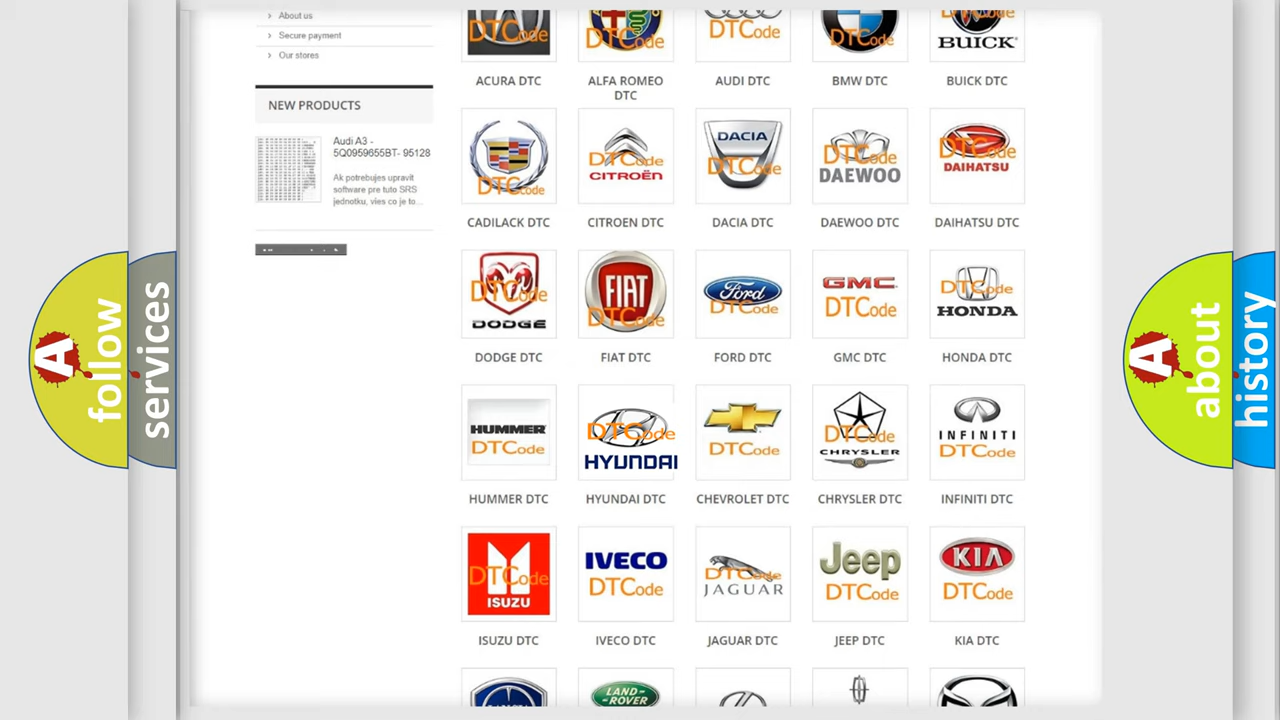 About us
Secure payment
Our stores
NEW PRODUCTS
Audi A3 -
5Q0959655BT- 95128
Ak potrebujes upravit
software pre tuto SRS
jednotku, vies co je to...
DTCode
DTCode
DTCode
DTCode
BUICK
ACURA DTC
ALFA ROMEO
DTC
AUDI DTC
BMW DTC
BUICK DTC
DTCode
DTCode
CITROËN
DACIA
DTCode
DTCode
DAEWOO
DTCode
DAIHATSU
CADILACK DTC
CITROEN DTC
DACIA DTC
DAEWOO DTC
DAIHATSU DTC
DTCode
DODGE
FIAT
DTCode
Ford
DTCode
GMC
DTCode
DTCode
HONDA
DODGE DTC
FIAT DTC
FORD DTC
GMC DTC
HONDA DTC
HUMMER
DTCode
DTCode
HYUNDAI
DTCode
DTCode
CHRYSLER
INFINITI
DTCode
HUMMER DTC
HYUNDAI DTC
CHEVROLET DTC
CHRYSLER DTC
INFINITI DTC
DTCode
ISUZU
IVECO
DTCode
DTCode
JAGUAR
Jeep
DTCode
KIA
DTCode
ISUZU DTC
IVECO DTC
JAGUAR DTC
JEEP DTC
KIA DTC
LAND-
ROVER
A
follow
services
A
about
history